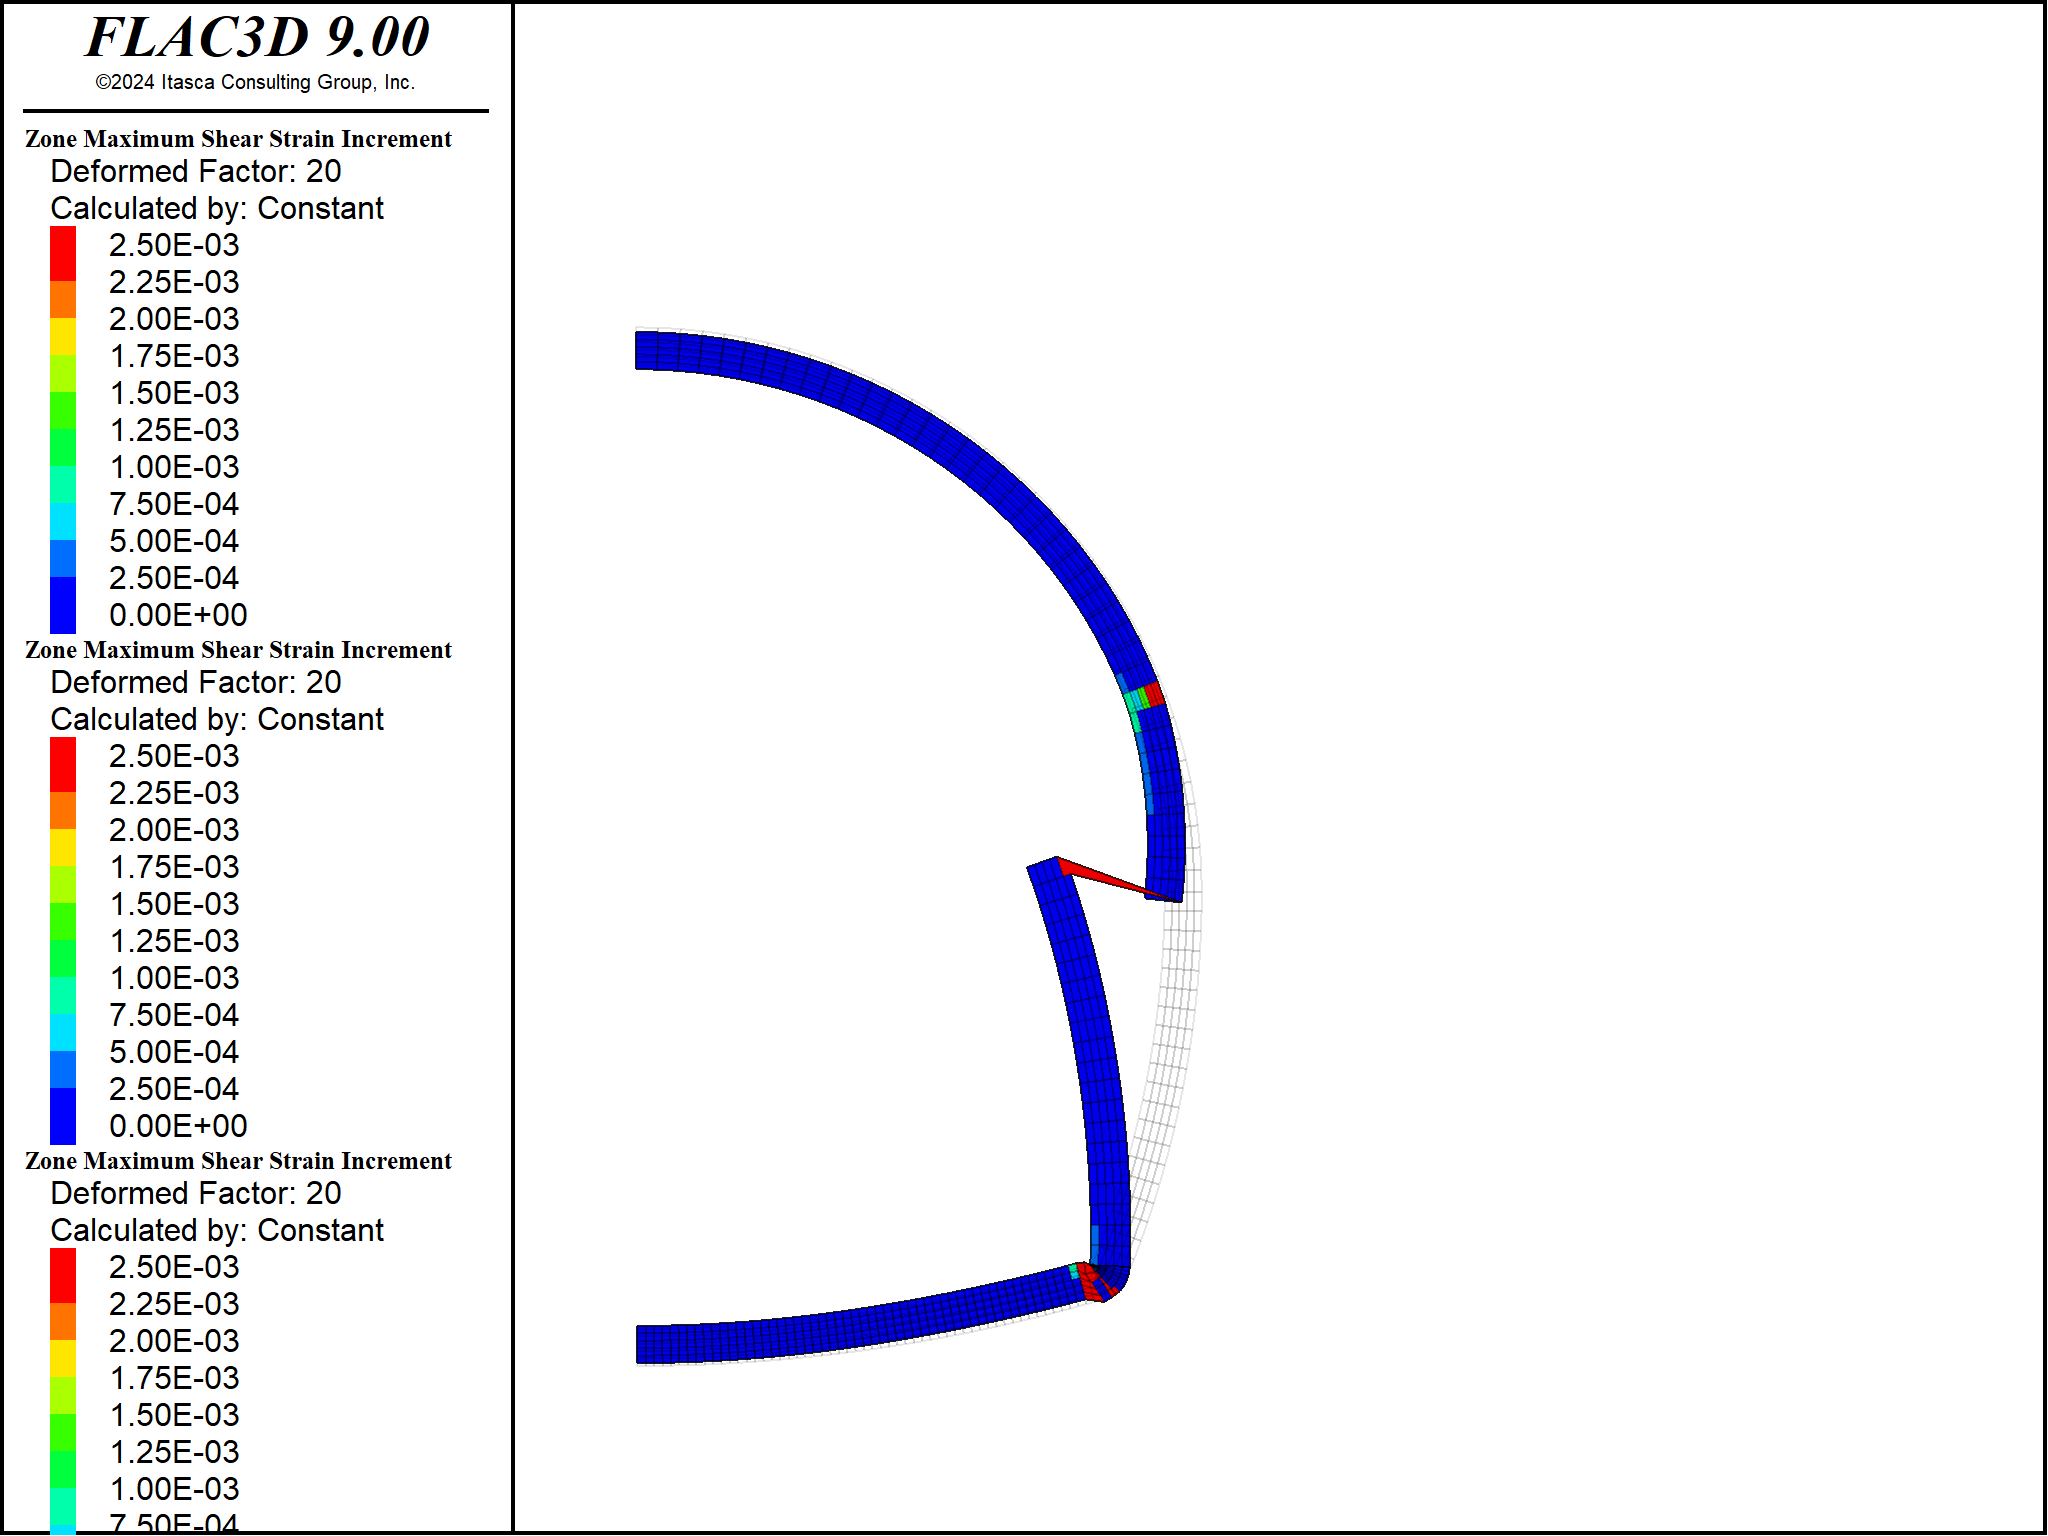 FLAC3D 9.00
©2024 Itasca Consulting Group, Inc.
Zone Maximum Shear Strain Increment
Deformed Factor: 20
Calculated by: Constant
2.50E-03
2.25E-03
2.00E-03
1.75E-03
1.50E-03
1.25E-03
1.00E-03
7.50E-04
5.00E-04
2.50E-04
0.00E+00
Zone Maximum Shear Strain Increment
Deformed Factor: 20
Calculated by: Constant
2.50E-03
2.25E-03
2.00E-03
1.75E-03
1.50E-03
1.25E-03
1.00E-03
7.50E-04
5.00E-04
2.50E-04
0.00E+00
Zone Maximum Shear Strain Increment
Deformed Factor: 20
Calculated by: Constant
2.50E-03
2.25E-03
2.00E-03
1.75E-03
1.50E-03
1.25E-03
1.00E-03
7.50E-04